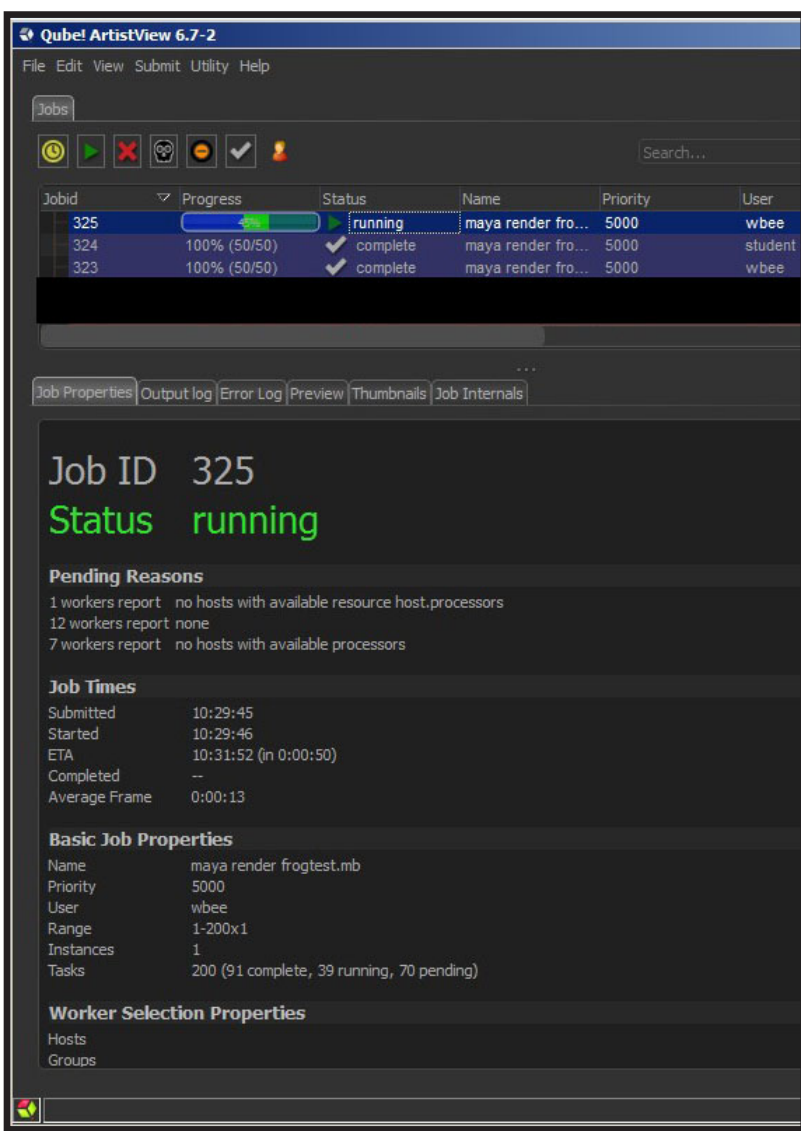 Qube! ArtistView 6.7-2
File Edit View Submit Utility Help
Jobs
Search...
Jobid Progress Status Name Priority User
325 45% running maya render fro... 5000 wbee
324 100% (50/50) complete maya render fro... 5000 student
323 100% (50/50) complete maya render fro... 5000 wbee
...
Job Properties Output log Error Log Preview Thumbnails Job Internals
Job ID 325
Status running
Pending Reasons
1 workers report no hosts with available resource host.processors
12 workers report none
7 workers report no hosts with available processors
Job Times
Submitted 10:29:45
Started 10:29:46
ETA 10:31:52 (in 0:00:50)
Completed --
Average Frame 0:00:13
Basic Job Properties
Name maya render frogtest.mb
Priority 5000
User wbee
Range 1-200x1
Instances 1
Tasks 200 (91 complete, 39 running, 70 pending)
Worker Selection Properties
Hosts
Groups